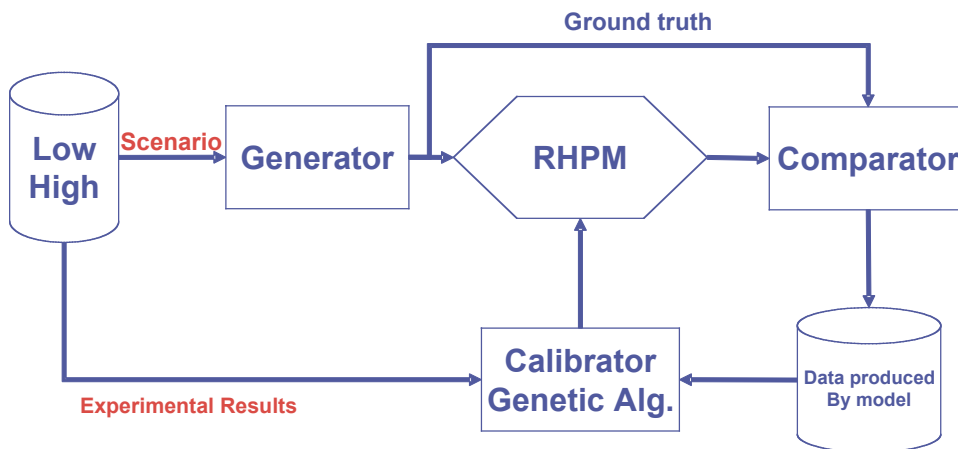 Ground truth
Low
High
Scenario
Generator
RHPM
Comparator
Calibrator
Genetic Alg.
Data produced
By model
Experimental Results